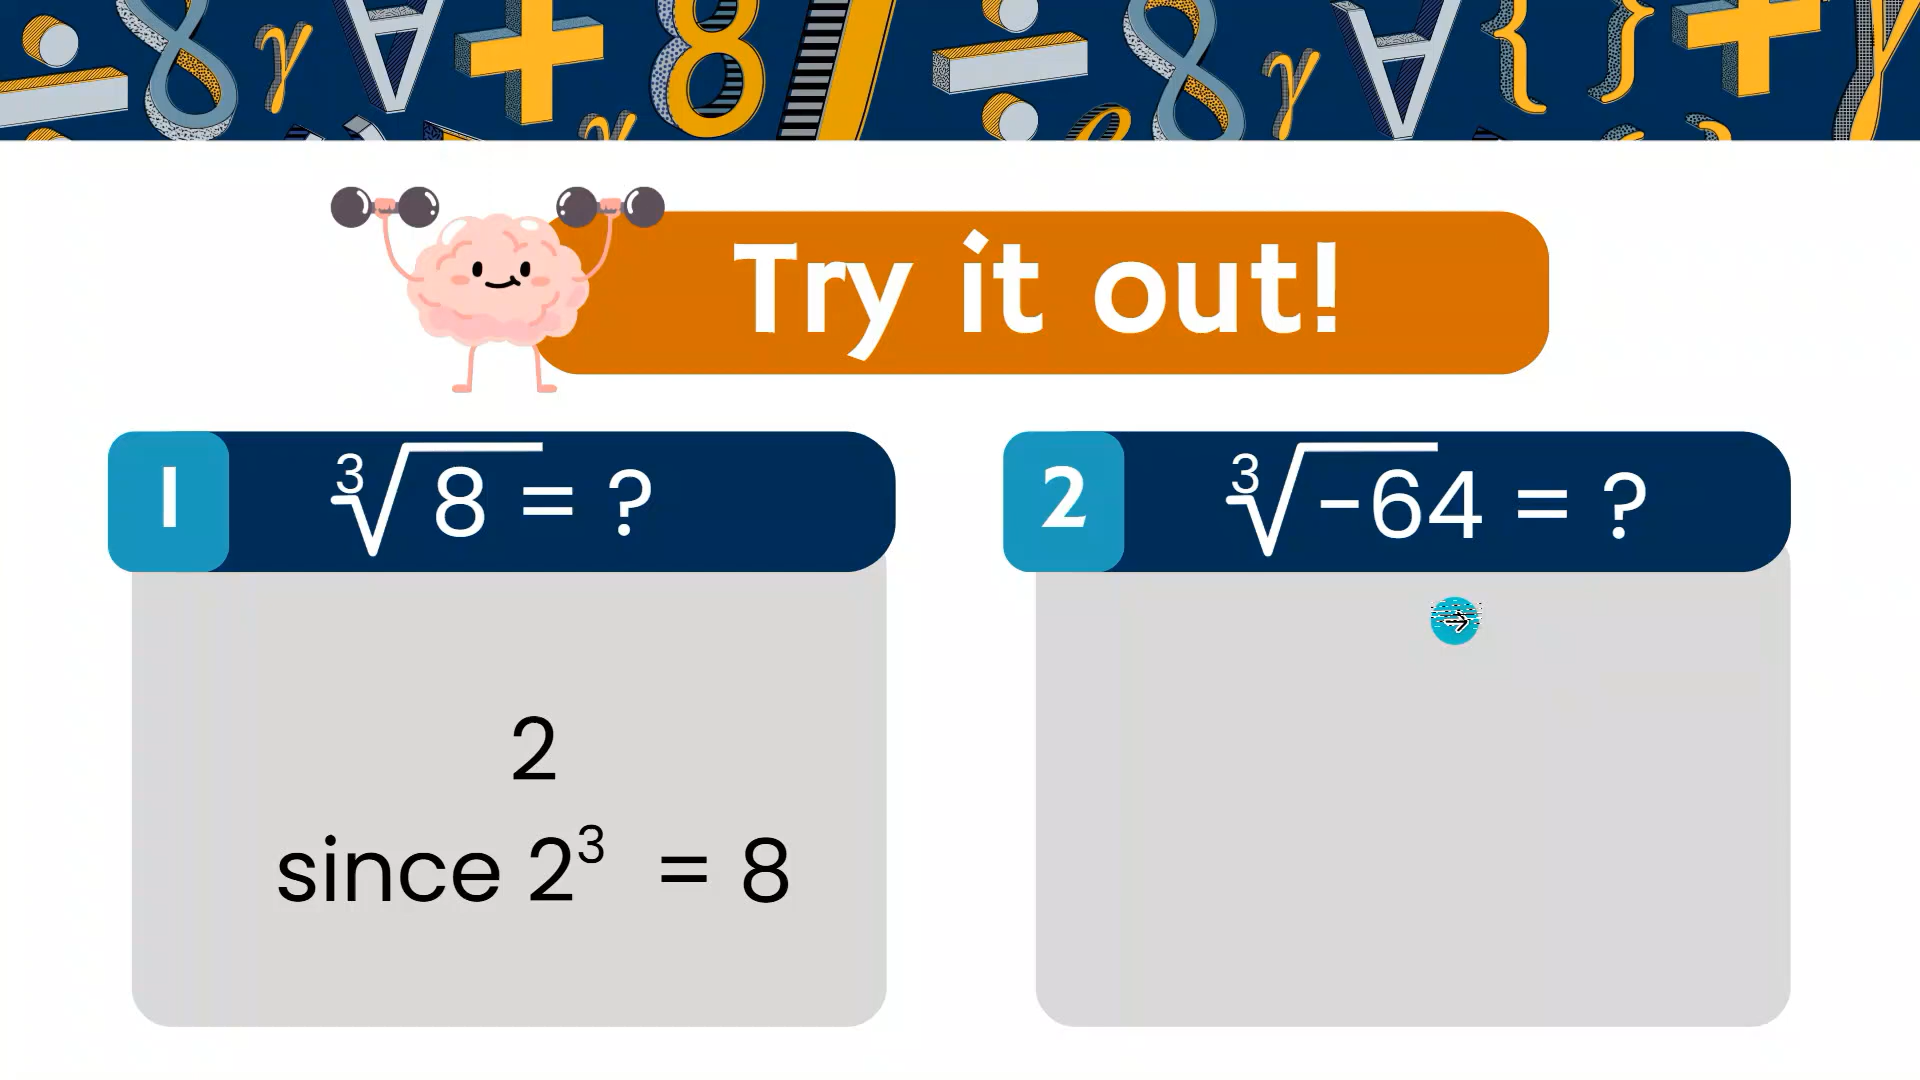 Try it out!
1
∛8 = ?
2
since 2³ = 8
2
∛-64 = ?